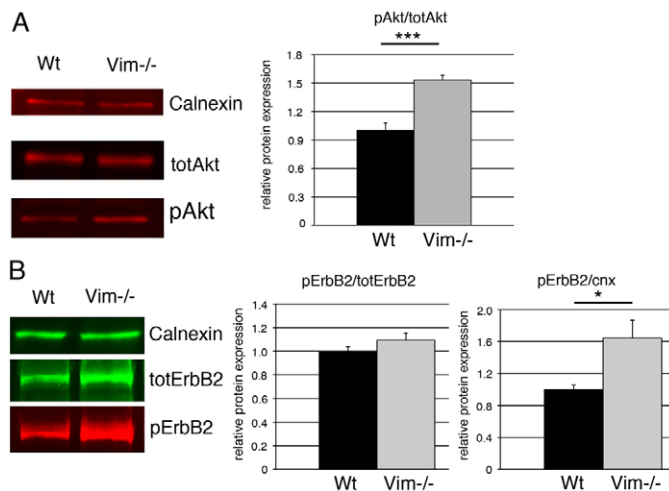 A
Wt Vim-/-
Calnexin
totAkt
pAkt
pAkt/totAkt
***
relative protein expression
1.8
1.5
1.2
0.9
0.6
0.3
0
Wt Vim-/-
B
Wt Vim-/-
Calnexin
totErbB2
pErbB2
pErbB2/totErbB2
relative protein expression
1.4
1.2
1.0
0.8
0.6
0.4
0.2
0
Wt Vim-/-
pErbB2/cnx
*
relative protein expression
2.0
1.6
1.2
0.8
0.4
0
Wt Vim-/-